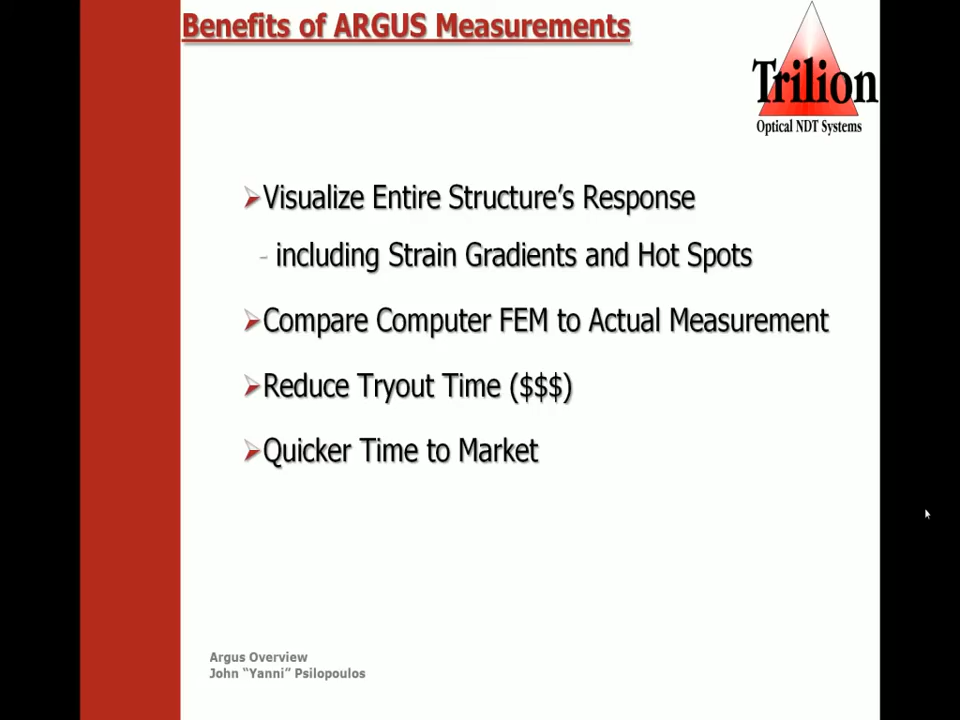 Benefits of ARGUS Measurements
Trilion
Optical NDT Systems
Visualize Entire Structure’s Response
- including Strain Gradients and Hot Spots
Compare Computer FEM to Actual Measurement
Reduce Tryout Time ($$$)
Quicker Time to Market
Argus Overview
John “Yanni” Psilopoulos